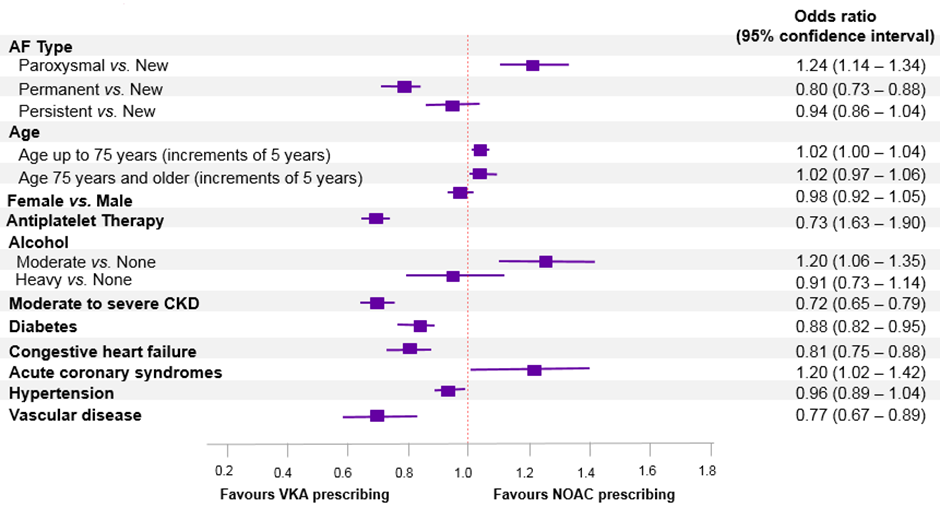 Odds ratio
(95% confidence interval)
AF Type
Paroxysmal vs. New 1.24 (1.14 – 1.34)
Permanent vs. New 0.80 (0.73 – 0.88)
Persistent vs. New 0.94 (0.86 – 1.04)
Age
Age up to 75 years (increments of 5 years) 1.02 (1.00 – 1.04)
Age 75 years and older (increments of 5 years) 1.02 (0.97 – 1.06)
Female vs. Male 0.98 (0.92 – 1.05)
Antiplatelet Therapy 0.73 (1.63 – 1.90)
Alcohol
Moderate vs. None 1.20 (1.06 – 1.35)
Heavy vs. None 0.91 (0.73 – 1.14)
Moderate to severe CKD 0.72 (0.65 – 0.79)
Diabetes 0.88 (0.82 – 0.95)
Congestive heart failure 0.81 (0.75 – 0.88)
Acute coronary syndromes 1.20 (1.02 – 1.42)
Hypertension 0.96 (0.89 – 1.04)
Vascular disease 0.77 (0.67 – 0.89)
0.2 0.4 0.6 0.8 1.0 1.2 1.4 1.6 1.8
Favours VKA prescribing Favours NOAC prescribing